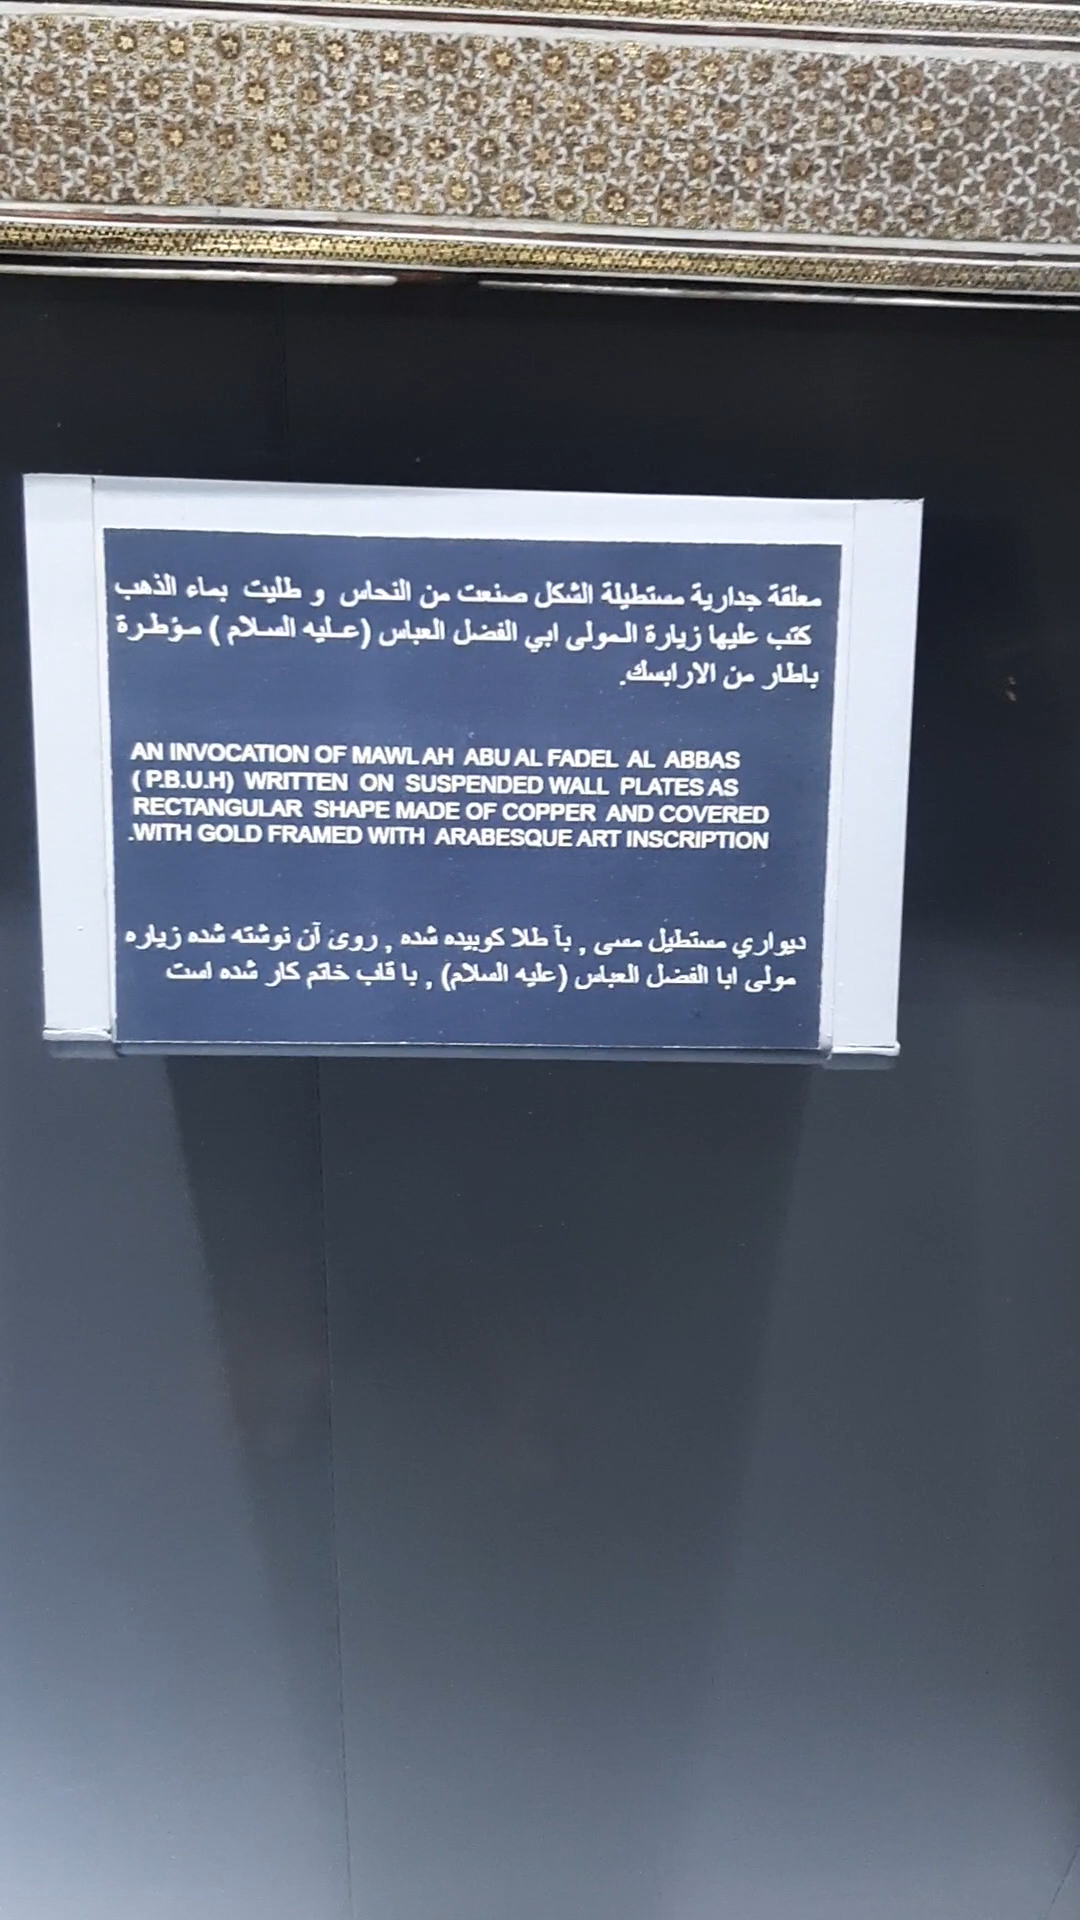 معلقة جدارية مستطيلة الشكل صنعت من النحاس و طليت بماء الذهب
كتب عليها زيارة المولى ابي الفضل العباس (عليه السلام) مؤطرة
باطار من الارابسك.
AN INVOCATION OF MAWLAH ABU AL FADEL AL ABBAS
( P.B.U.H) WRITTEN ON SUSPENDED WALL PLATES AS
RECTANGULAR SHAPE MADE OF COPPER AND COVERED
.WITH GOLD FRAMED WITH ARABESQUE ART INSCRIPTION
ديواري مستطيل مسى , بآ طلا كوبيده شده , روى آن نوشته شده زياره
مولى ابا الفضل العباس (عليه السلام) , با قاب خاتم كار شده است